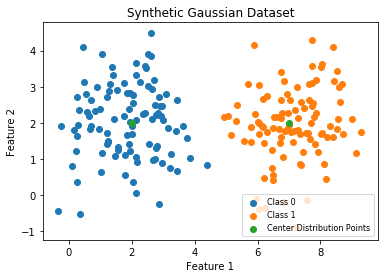 Synthetic Gaussian Dataset
Feature 2
4
3
2
1
0
−1
Class 0
Class 1
Center Distribution Points
0 2 4 6 8
Feature 1